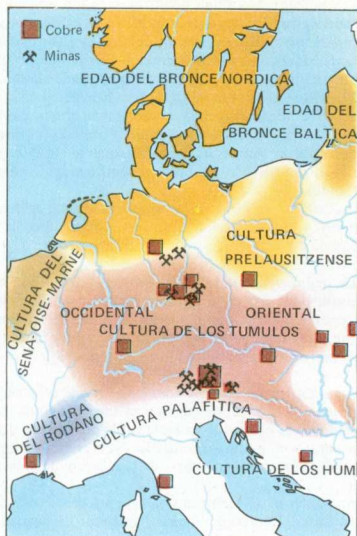 Cobre
Minas
EDAD DEL BRONCE NORDICA
EDAD DEL
BRONCE BALTICA
CULTURA
PRELAUSITZENSE
CULTURA DEL
SENA-OISE-MARNE
OCCIDENTAL
ORIENTAL
CULTURA DE LOS TUMULOS
CULTURA
DEL RODANO
CULTURA PALAFITICA
CULTURA DE LOS HUM